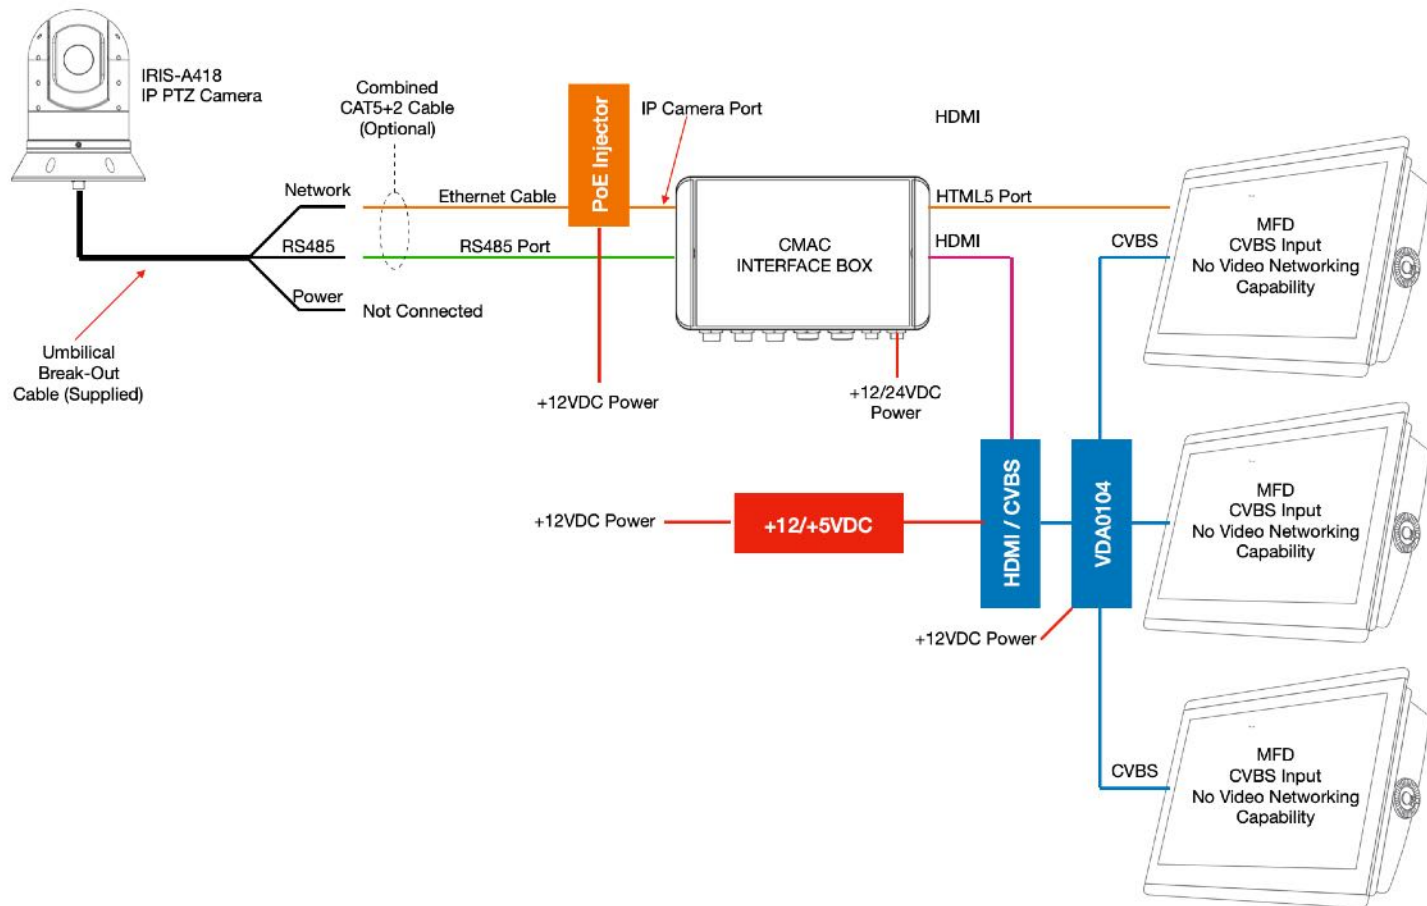 IRIS-A418
IP PTZ Camera
Combined
CAT5+2 Cable
(Optional)
PoE Injector
IP Camera Port
HDMI
Network
Ethernet Cable
HTML5 Port
RS485
RS485 Port
CMAC
INTERFACE BOX
HDMI
CVBS
MFD
CVBS Input
No Video Networking
Capability
Power
Not Connected
Umbilical
Break-Out
Cable (Supplied)
+12VDC Power
+12/24VDC
Power
HDMI / CVBS
VDA0104
+12VDC Power
+12/+5VDC
MFD
CVBS Input
No Video Networking
Capability
+12VDC Power
CVBS
MFD
CVBS Input
No Video Networking
Capability